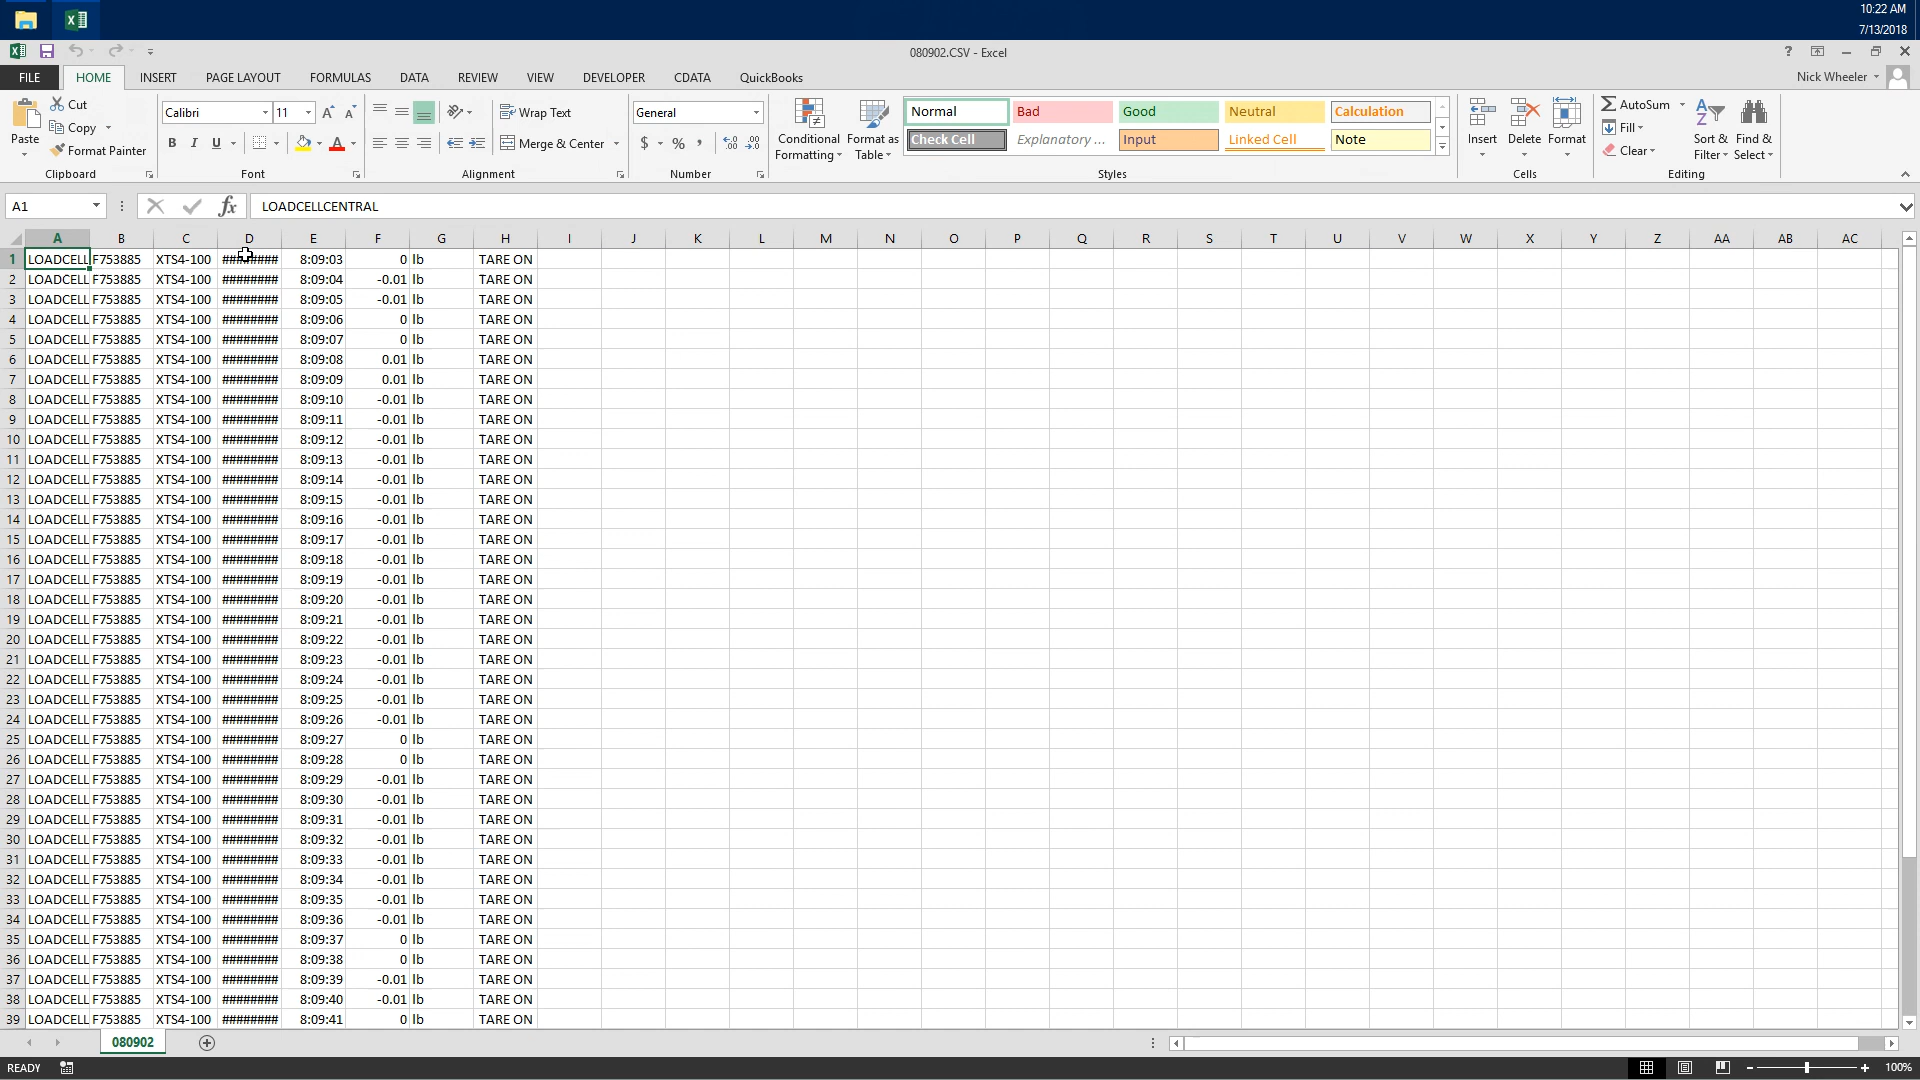 10:22 AM
7/13/2018
080902.CSV - Excel
FILE HOME INSERT PAGE LAYOUT FORMULAS DATA REVIEW VIEW DEVELOPER CDATA QuickBooks Nick Wheeler
Paste Cut Copy Format Painter Clipboard
Calibri 11 B I U A Font
Wrap Text Merge & Center Alignment
General $ % , Number
Conditional Formatting Format as Table
Normal Bad Good Neutral Calculation
Check Cell Explanatory ... Input Linked Cell Note
Styles
Insert Delete Format Cells
AutoSum Fill Clear Sort & Filter Find & Select Editing
A1 fx LOADCELLCENTRAL
A B C D E F G H I J K L M N O P Q R S T U V W X Y Z AA AB AC
1 LOADCELL F753885 XTS4-100 ######## 8:09:03 0 lb TARE ON
2 LOADCELL F753885 XTS4-100 ######## 8:09:04 -0.01 lb TARE ON
3 LOADCELL F753885 XTS4-100 ######## 8:09:05 -0.01 lb TARE ON
4 LOADCELL F753885 XTS4-100 ######## 8:09:06 0 lb TARE ON
5 LOADCELL F753885 XTS4-100 ######## 8:09:07 0 lb TARE ON
6 LOADCELL F753885 XTS4-100 ######## 8:09:08 0.01 lb TARE ON
7 LOADCELL F753885 XTS4-100 ######## 8:09:09 0.01 lb TARE ON
8 LOADCELL F753885 XTS4-100 ######## 8:09:10 -0.01 lb TARE ON
9 LOADCELL F753885 XTS4-100 ######## 8:09:11 -0.01 lb TARE ON
10 LOADCELL F753885 XTS4-100 ######## 8:09:12 -0.01 lb TARE ON
11 LOADCELL F753885 XTS4-100 ######## 8:09:13 -0.01 lb TARE ON
12 LOADCELL F753885 XTS4-100 ######## 8:09:14 -0.01 lb TARE ON
13 LOADCELL F753885 XTS4-100 ######## 8:09:15 -0.01 lb TARE ON
14 LOADCELL F753885 XTS4-100 ######## 8:09:16 -0.01 lb TARE ON
15 LOADCELL F753885 XTS4-100 ######## 8:09:17 -0.01 lb TARE ON
16 LOADCELL F753885 XTS4-100 ######## 8:09:18 -0.01 lb TARE ON
17 LOADCELL F753885 XTS4-100 ######## 8:09:19 -0.01 lb TARE ON
18 LOADCELL F753885 XTS4-100 ######## 8:09:20 -0.01 lb TARE ON
19 LOADCELL F753885 XTS4-100 ######## 8:09:21 -0.01 lb TARE ON
20 LOADCELL F753885 XTS4-100 ######## 8:09:22 -0.01 lb TARE ON
21 LOADCELL F753885 XTS4-100 ######## 8:09:23 -0.01 lb TARE ON
22 LOADCELL F753885 XTS4-100 ######## 8:09:24 -0.01 lb TARE ON
23 LOADCELL F753885 XTS4-100 ######## 8:09:25 -0.01 lb TARE ON
24 LOADCELL F753885 XTS4-100 ######## 8:09:26 -0.01 lb TARE ON
25 LOADCELL F753885 XTS4-100 ######## 8:09:27 0 lb TARE ON
26 LOADCELL F753885 XTS4-100 ######## 8:09:28 0 lb TARE ON
27 LOADCELL F753885 XTS4-100 ######## 8:09:29 -0.01 lb TARE ON
28 LOADCELL F753885 XTS4-100 ######## 8:09:30 -0.01 lb TARE ON
29 LOADCELL F753885 XTS4-100 ######## 8:09:31 -0.01 lb TARE ON
30 LOADCELL F753885 XTS4-100 ######## 8:09:32 -0.01 lb TARE ON
31 LOADCELL F753885 XTS4-100 ######## 8:09:33 -0.01 lb TARE ON
32 LOADCELL F753885 XTS4-100 ######## 8:09:34 -0.01 lb TARE ON
33 LOADCELL F753885 XTS4-100 ######## 8:09:35 -0.01 lb TARE ON
34 LOADCELL F753885 XTS4-100 ######## 8:09:36 -0.01 lb TARE ON
35 LOADCELL F753885 XTS4-100 ######## 8:09:37 0 lb TARE ON
36 LOADCELL F753885 XTS4-100 ######## 8:09:38 0 lb TARE ON
37 LOADCELL F753885 XTS4-100 ######## 8:09:39 -0.01 lb TARE ON
38 LOADCELL F753885 XTS4-100 ######## 8:09:40 -0.01 lb TARE ON
39 LOADCELL F753885 XTS4-100 ######## 8:09:41 0 lb TARE ON
080902
READY 100%